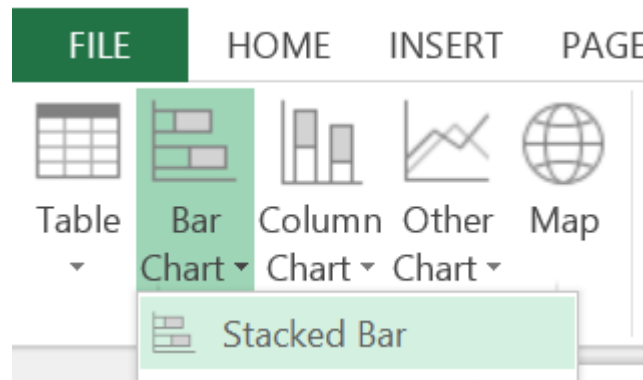 FILE HOME INSERT PAGE
Table Bar Column Other Map
Chart Chart Chart
Stacked Bar